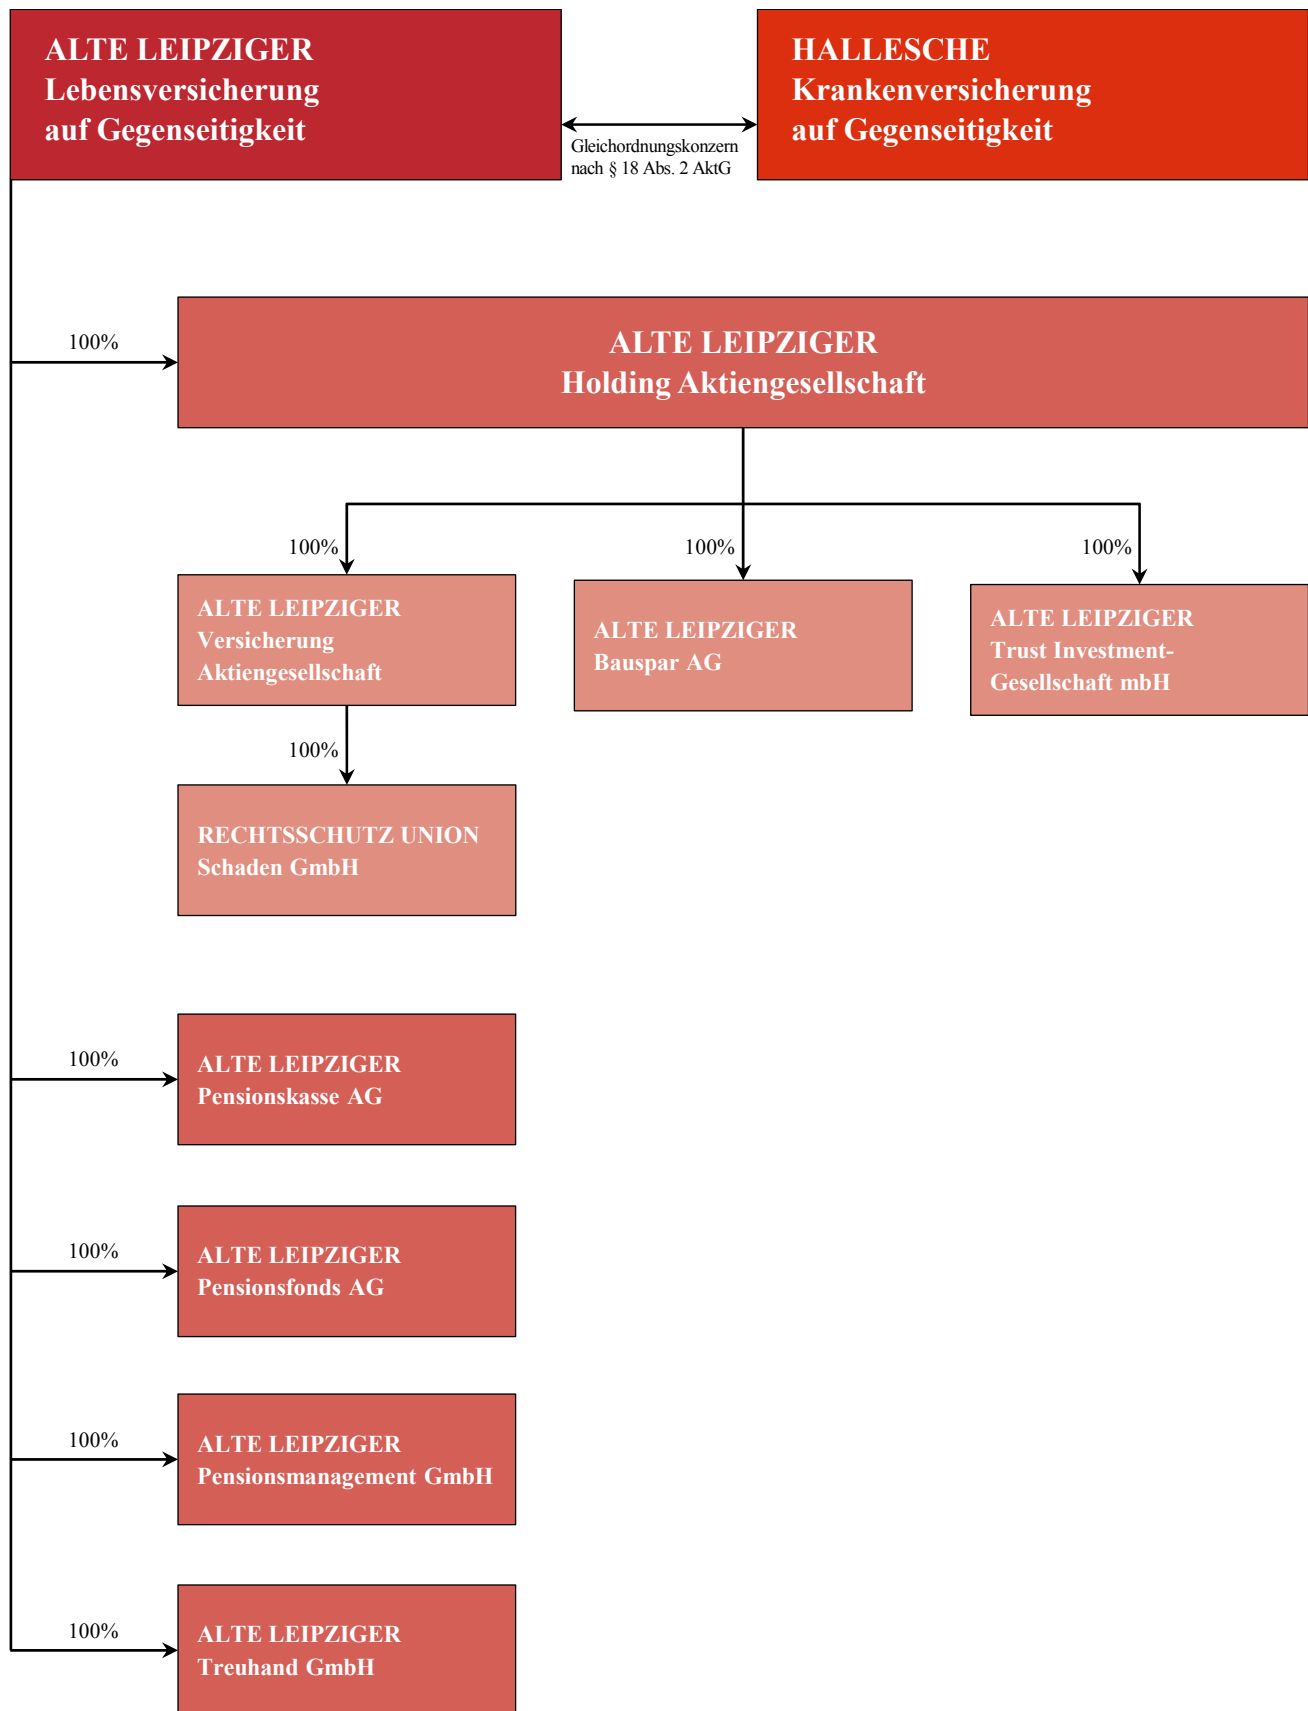 ALTE LEIPZIGER
Lebensversicherung
auf Gegenseitigkeit
Gleichordnungskonzern
nach § 18 Abs. 2 AktG
HALLESCHE
Krankenversicherung
auf Gegenseitigkeit
100%
ALTE LEIPZIGER
Holding Aktiengesellschaft
100%
100%
100%
ALTE LEIPZIGER
Versicherung
Aktiengesellschaft
ALTE LEIPZIGER
Bauspar AG
ALTE LEIPZIGER
Trust Investment-
Gesellschaft mbH
100%
RECHTSSCHUTZ UNION
Schaden GmbH
100%
ALTE LEIPZIGER
Pensionskasse AG
100%
ALTE LEIPZIGER
Pensionsfonds AG
100%
ALTE LEIPZIGER
Pensionsmanagement GmbH
100%
ALTE LEIPZIGER
Treuhand GmbH